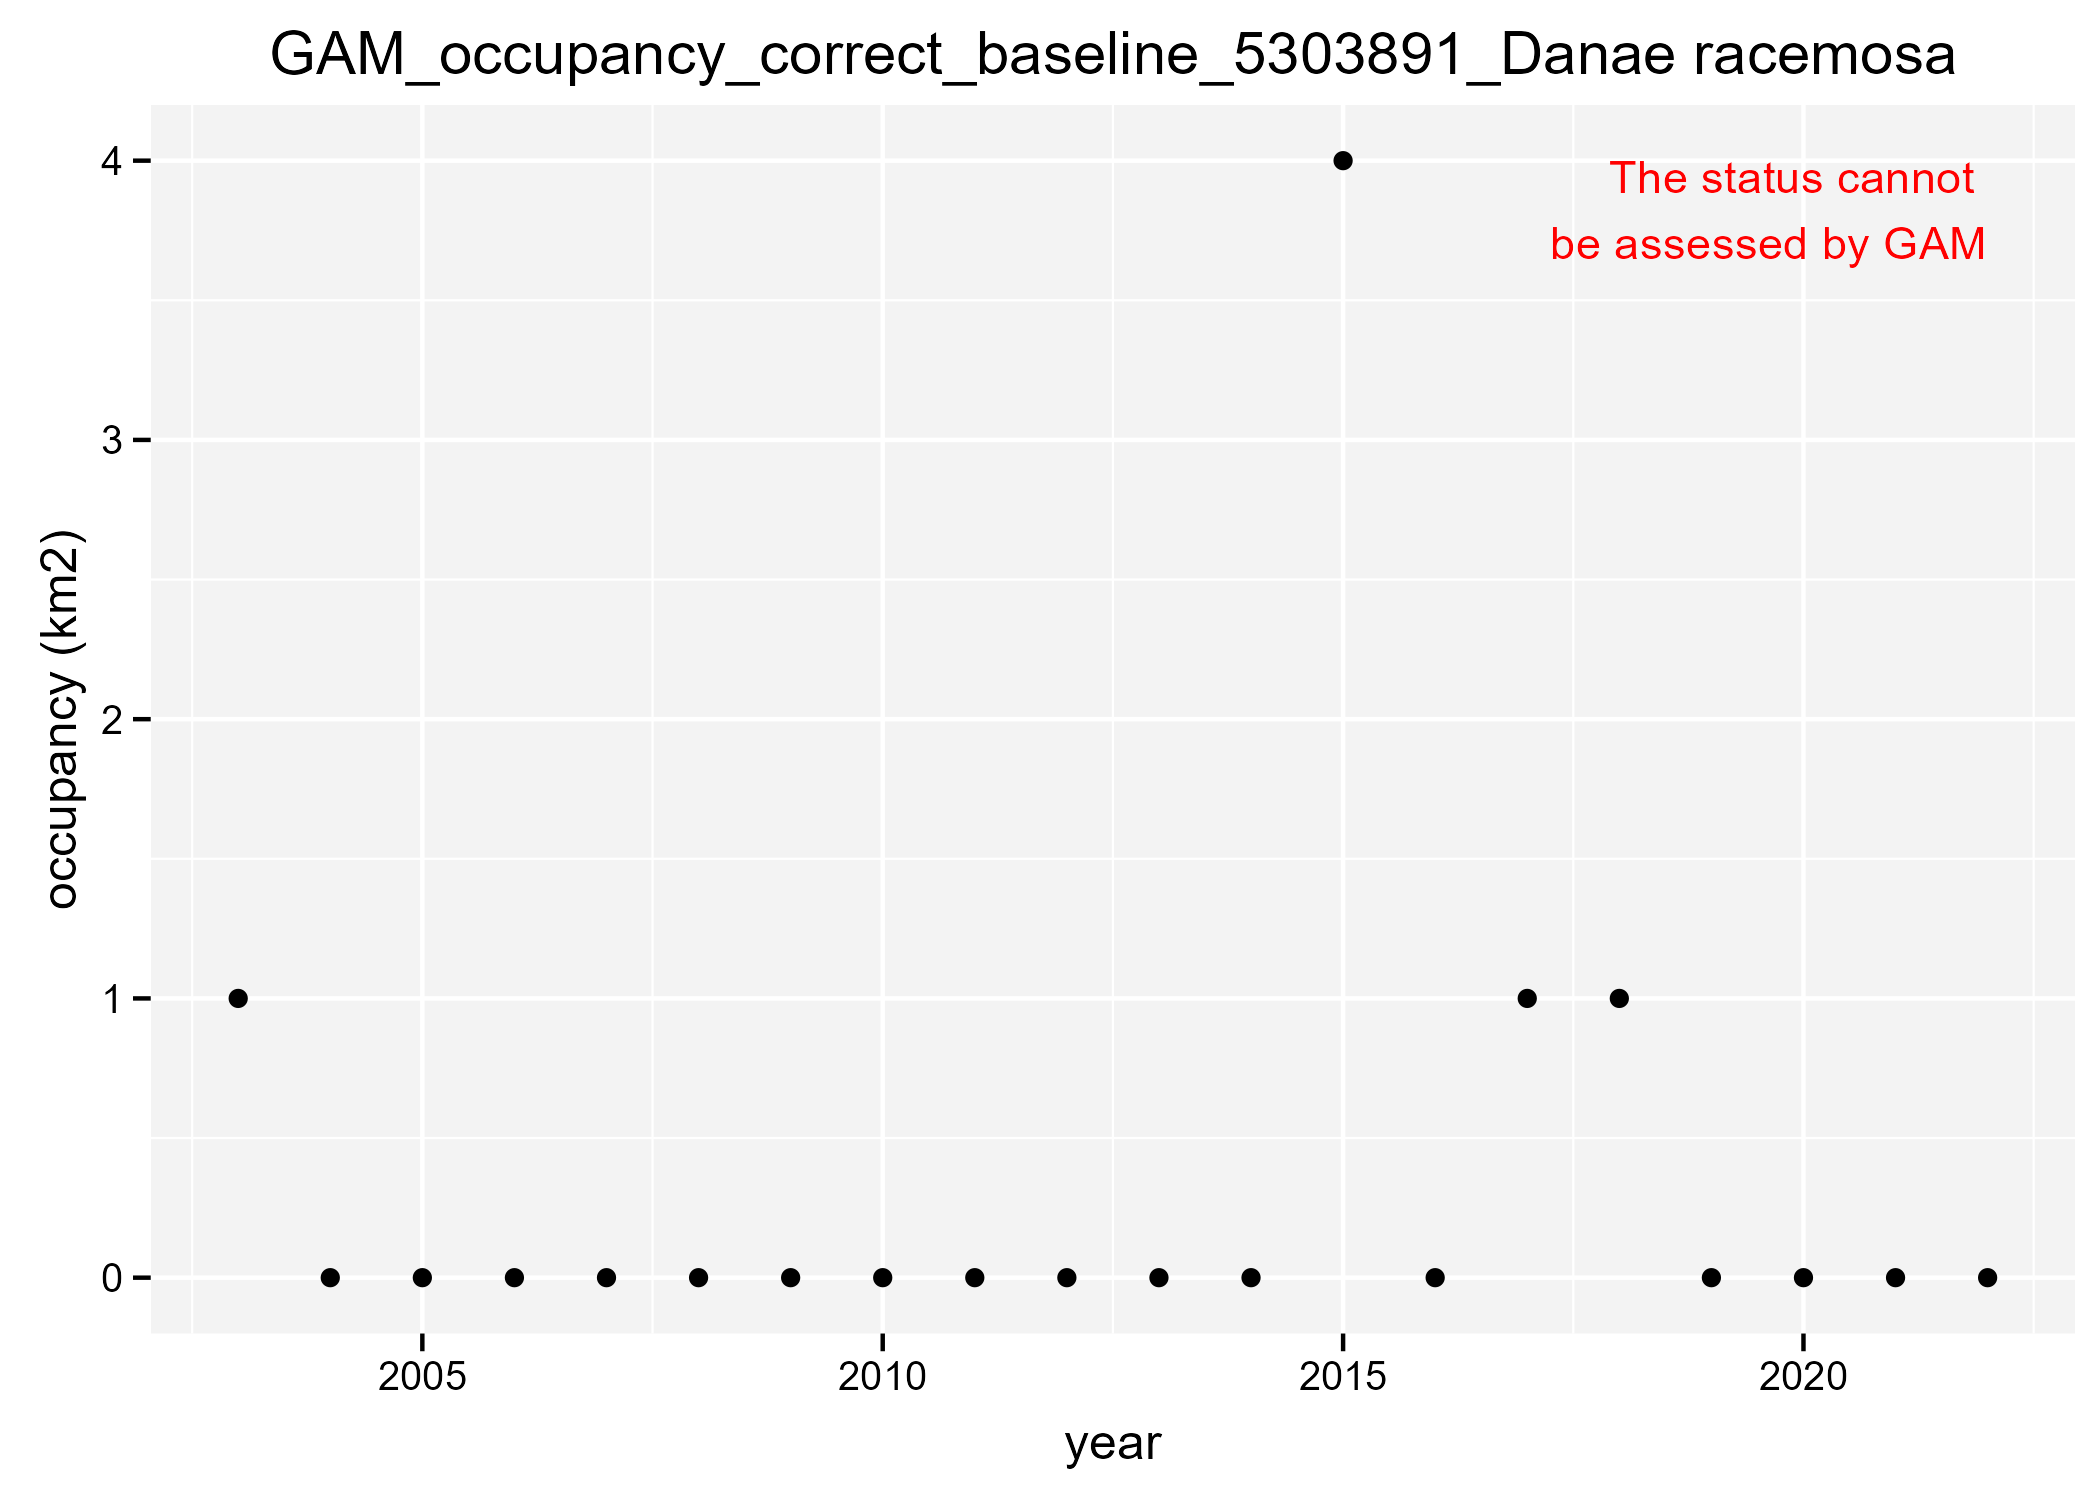 GAM_occupancy_correct_baseline_5303891_Danae racemosa
The status cannot
be assessed by GAM
occupancy (km2)
4
3
2
1
0
2005
2010
2015
2020
year